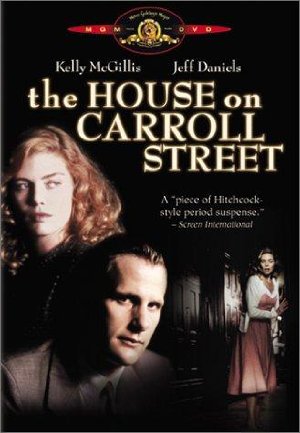 MGM DVD
Kelly McGillis Jeff Daniels
the HOUSE on
CARROLL
STREET
A "piece of Hitchcock-
style period suspense."
– Screen International